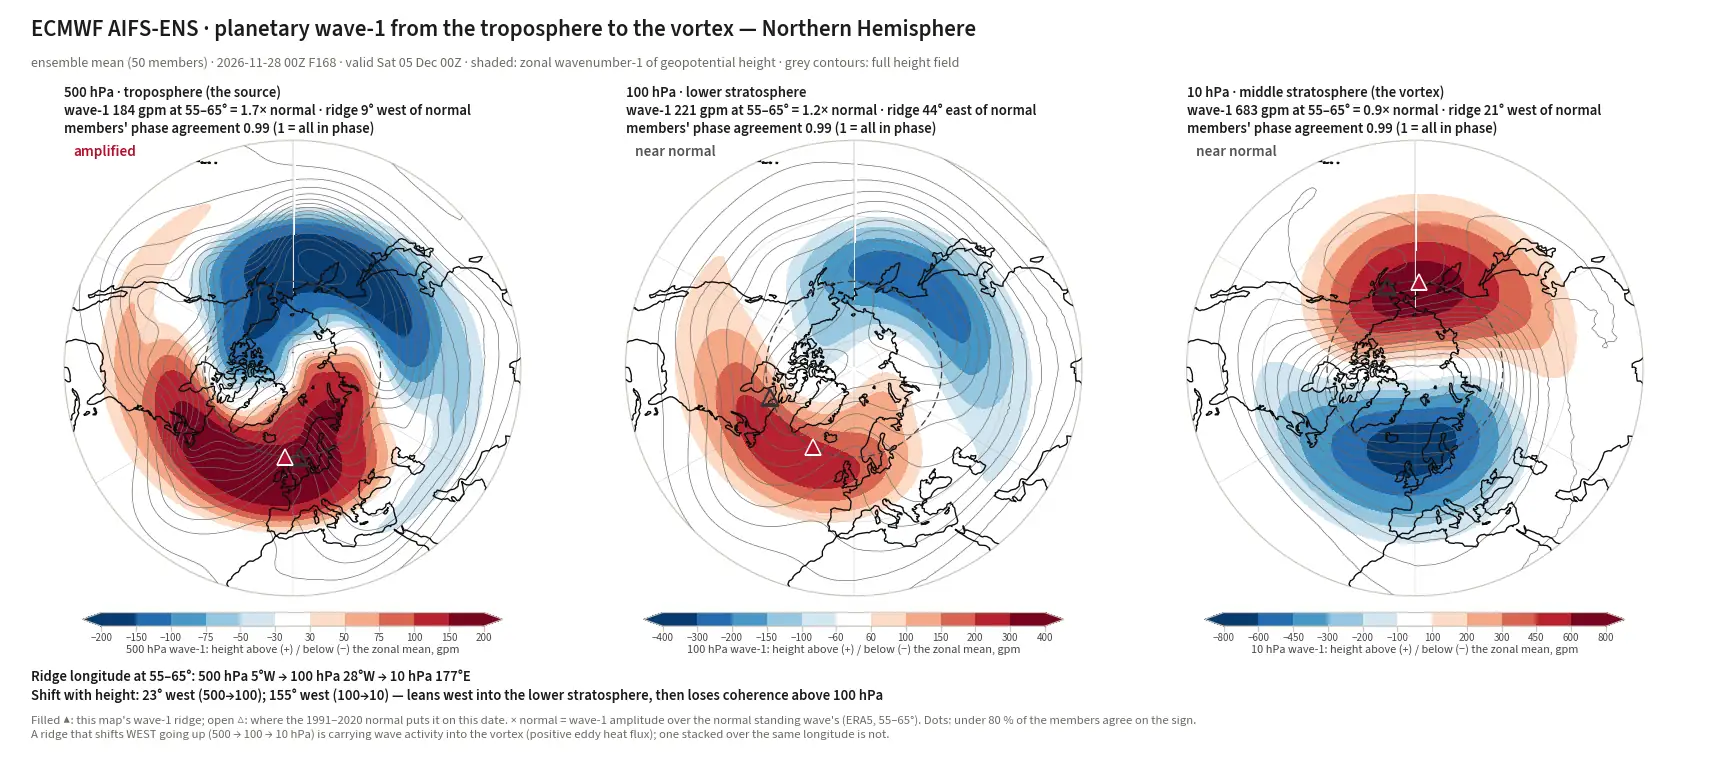 ECMWF AIFS-ENS · planetary wave-1 from the troposphere to the vortex — Northern Hemisphere
ensemble mean (50 members) · 2026-11-28 00Z F168 · valid Sat 05 Dec 00Z · shaded: zonal wavenumber-1 of geopotential height · grey contours: full height field
500 hPa · troposphere (the source)
wave-1 184 gpm at 55–65° = 1.7× normal · ridge 9° west of normal
members' phase agreement 0.99 (1 = all in phase)
amplified
100 hPa · lower stratosphere
wave-1 221 gpm at 55–65° = 1.2× normal · ridge 44° east of normal
members' phase agreement 0.99 (1 = all in phase)
near normal
10 hPa · middle stratosphere (the vortex)
wave-1 683 gpm at 55–65° = 0.9× normal · ridge 21° west of normal
members' phase agreement 0.99 (1 = all in phase)
near normal
−200 −150 −100 −75 −50 −30 30 50 75 100 150 200
500 hPa wave-1: height above (+) / below (−) the zonal mean, gpm
−400 −300 −200 −150 −100 −60 60 100 150 200 300 400
100 hPa wave-1: height above (+) / below (−) the zonal mean, gpm
−800 −600 −450 −300 −200 −100 100 200 300 450 600 800
10 hPa wave-1: height above (+) / below (−) the zonal mean, gpm
Ridge longitude at 55–65°: 500 hPa 5°W → 100 hPa 28°W → 10 hPa 177°E
Shift with height: 23° west (500→100); 155° west (100→10) — leans west into the lower stratosphere, then loses coherence above 100 hPa
Filled ▲: this map's wave-1 ridge; open △: where the 1991–2020 normal puts it on this date. × normal = wave-1 amplitude over the normal standing wave's (ERA5, 55–65°). Dots: under 80 % of the members agree on the sign.
A ridge that shifts WEST going up (500 → 100 → 10 hPa) is carrying wave activity into the vortex (positive eddy heat flux); one stacked over the same longitude is not.